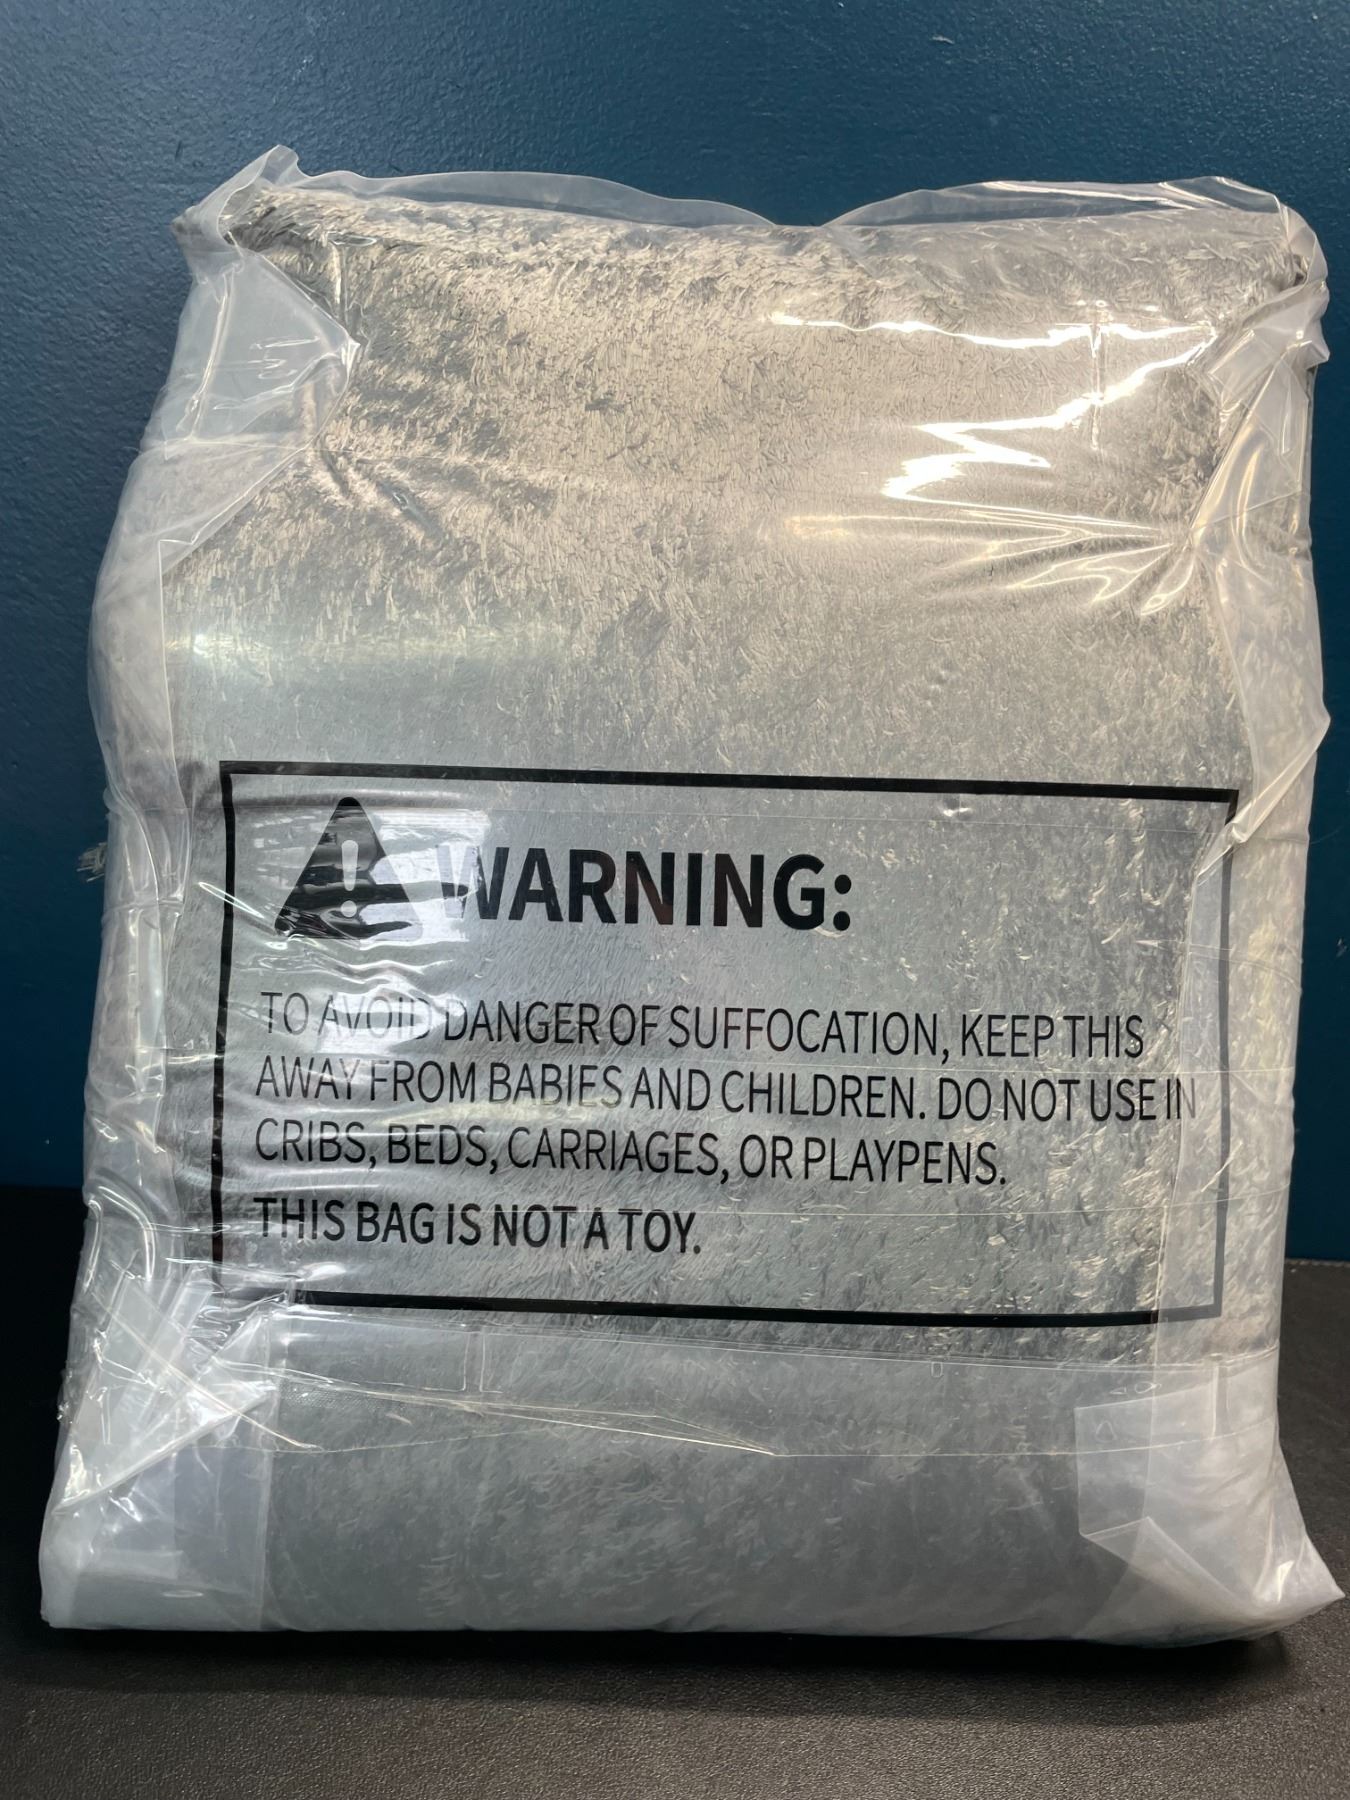 WARNING:
TO AVOID DANGER OF SUFFOCATION, KEEP THIS
AWAY FROM BABIES AND CHILDREN. DO NOT USE IN
CRIBS, BEDS, CARRIAGES, OR PLAYPENS.
THIS BAG IS NOT A TOY.